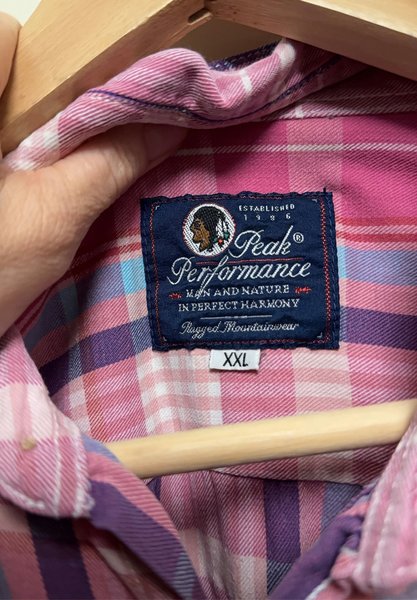 ESTABLISHED
1986
Peak®
Performance
MAN AND NATURE
IN PERFECT HARMONY
Rugged Mountainwear
XXL